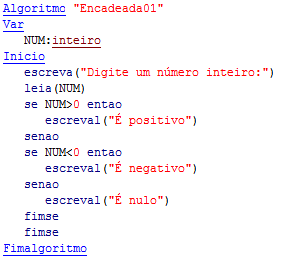 Algoritmo "Encadeada01"
Var
NUM:inteiro
Inicio
escreva("Digite um número inteiro:")
leia(NUM)
se NUM>0 entao
escreval("É positivo")
senao
se NUM<0 entao
escreval("É negativo")
senao
escreval("É nulo")
fimse
fimse
Fimalgoritmo